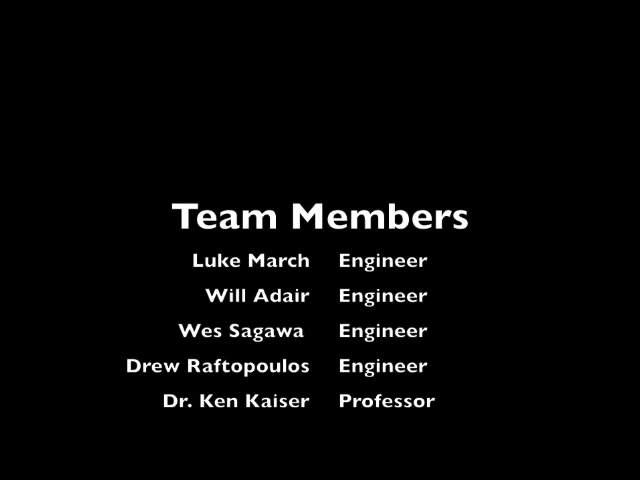 Team Members
Luke March Engineer
Will Adair Engineer
Wes Sagawa Engineer
Drew Raftopoulos Engineer
Dr. Ken Kaiser Professor